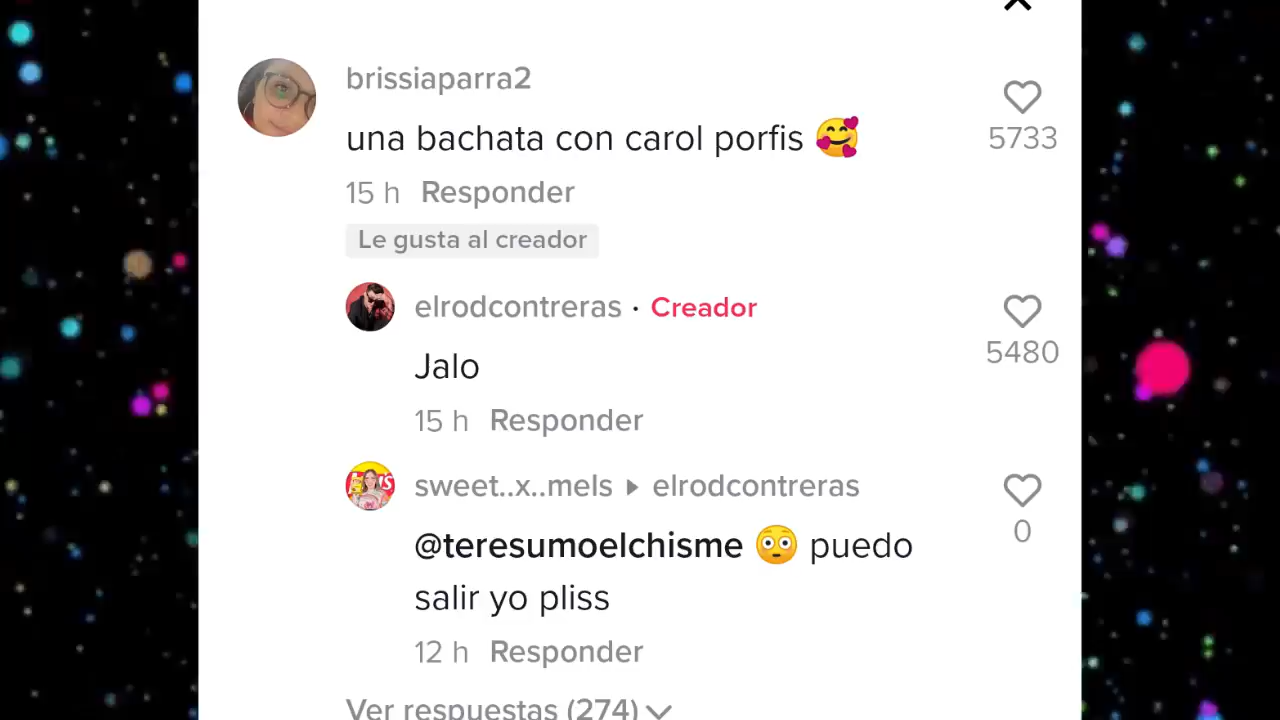 brissiaparra2
una bachata con carol porfis 🥰
5733
15 h Responder
Le gusta al creador
elrodcontreras · Creador
Jalo
5480
15 h Responder
sweet..x..mels ▸ elrodcontreras
@teresumoelchisme 😳 puedo
salir yo pliss
0
12 h Responder
Ver respuestas (274)